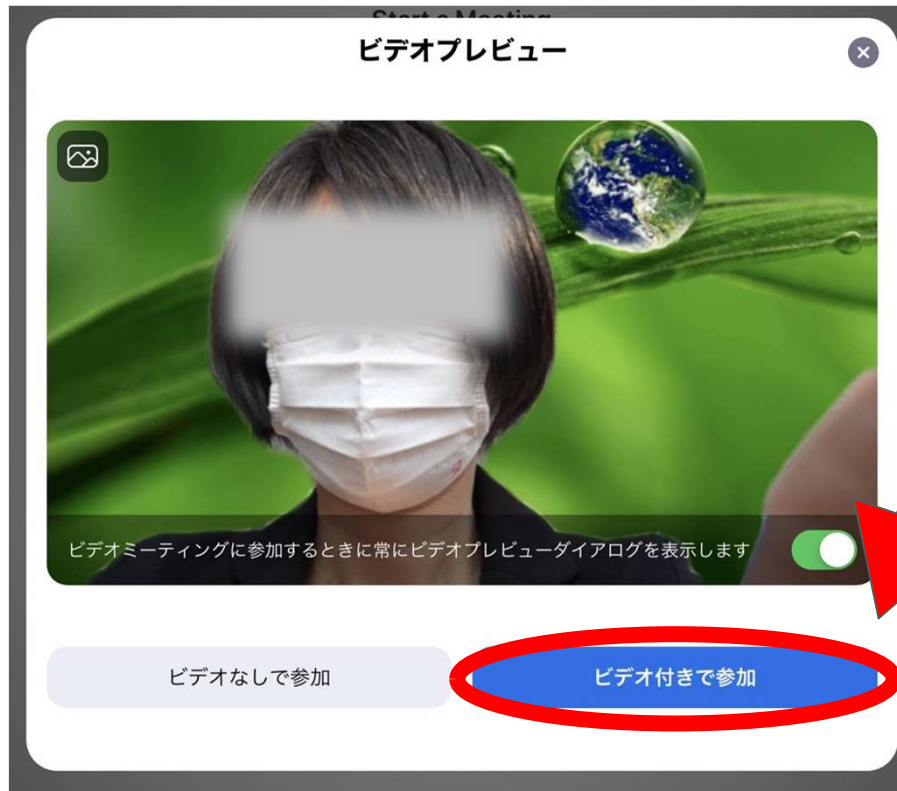 Start a Meeting
ビデオプレビュー
ビデオミーティングに参加するときに常にビデオプレビューダイアログを表示します
ビデオなしで参加
ビデオ付きで参加